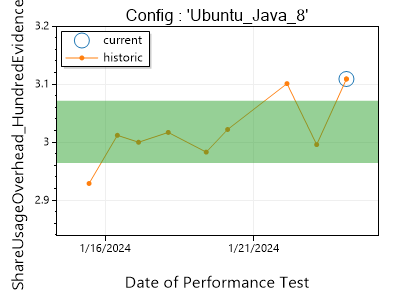 Config : 'Ubuntu_Java_8'
current
historic
ShareUsageOverhead_HundredEvidence
3.2
3.1
3
2.9
1/16/2024
1/21/2024
Date of Performance Test